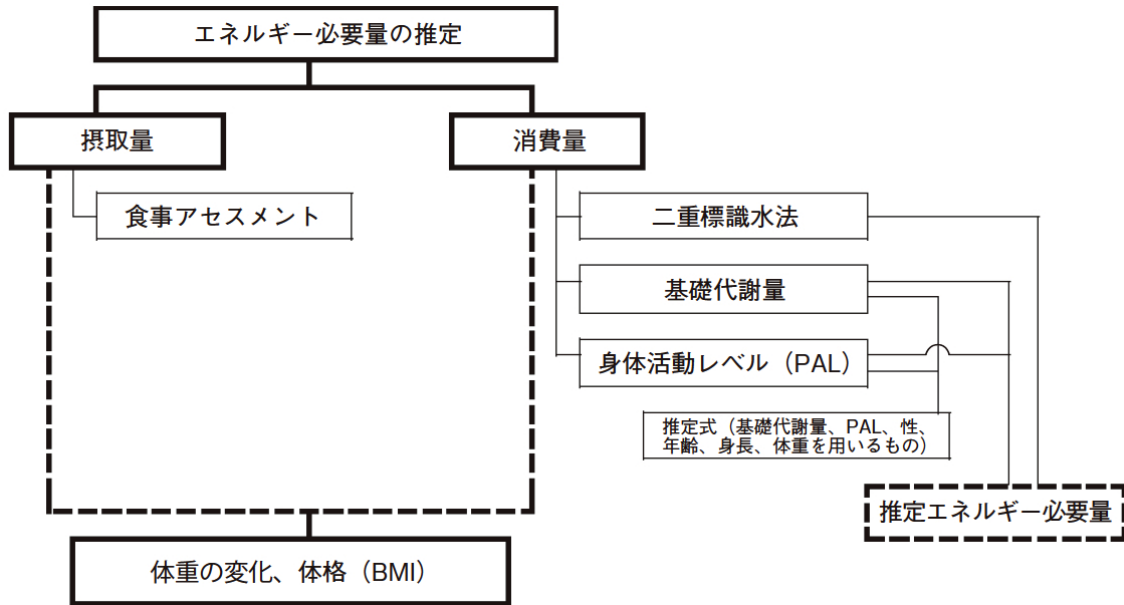 エネルギー必要量の推定
摂取量
消費量
食事アセスメント
二重標識水法
基礎代謝量
身体活動レベル（PAL）
推定式（基礎代謝量、PAL、性、
年齢、身長、体重を用いるもの）
推定エネルギー必要量
体重の変化、体格（BMI）